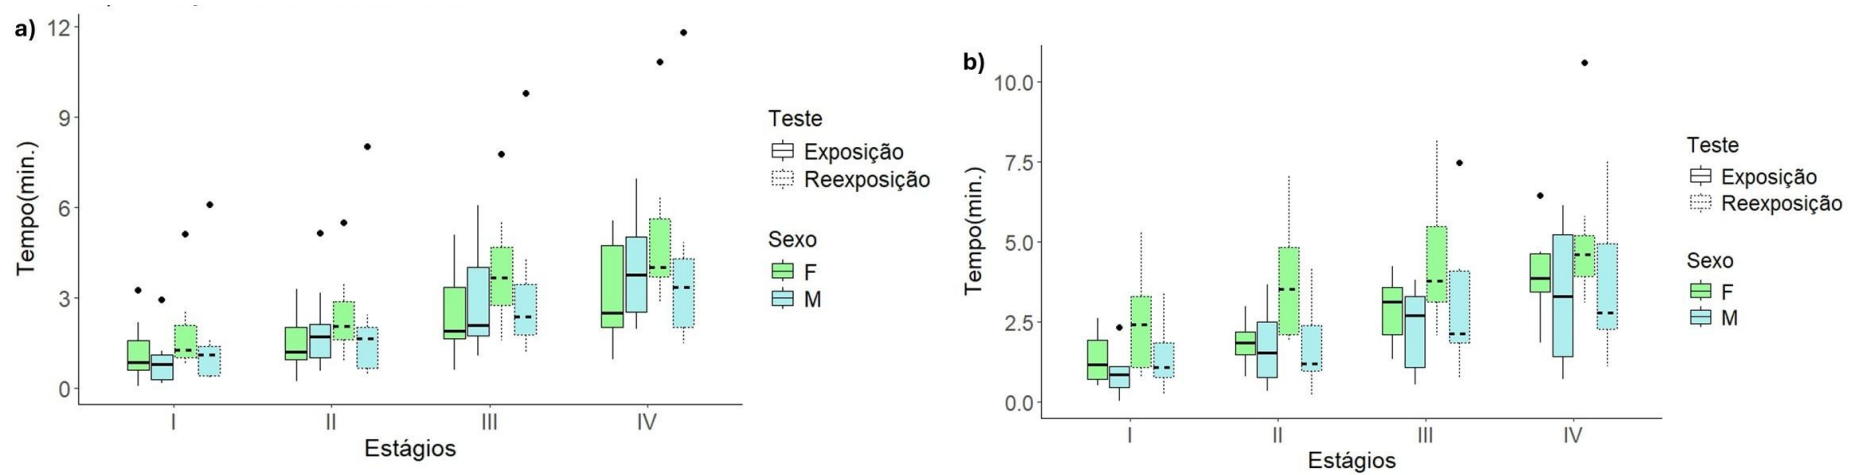 a)
12
9
6
3
0
Tempo(min.)
I II III IV
Estágios
Teste
Exposição
Reexposição
Sexo
F
M
b)
10.0
7.5
5.0
2.5
0.0
Tempo(min.)
I II III IV
Estágios
Teste
Exposição
Reexposição
Sexo
F
M